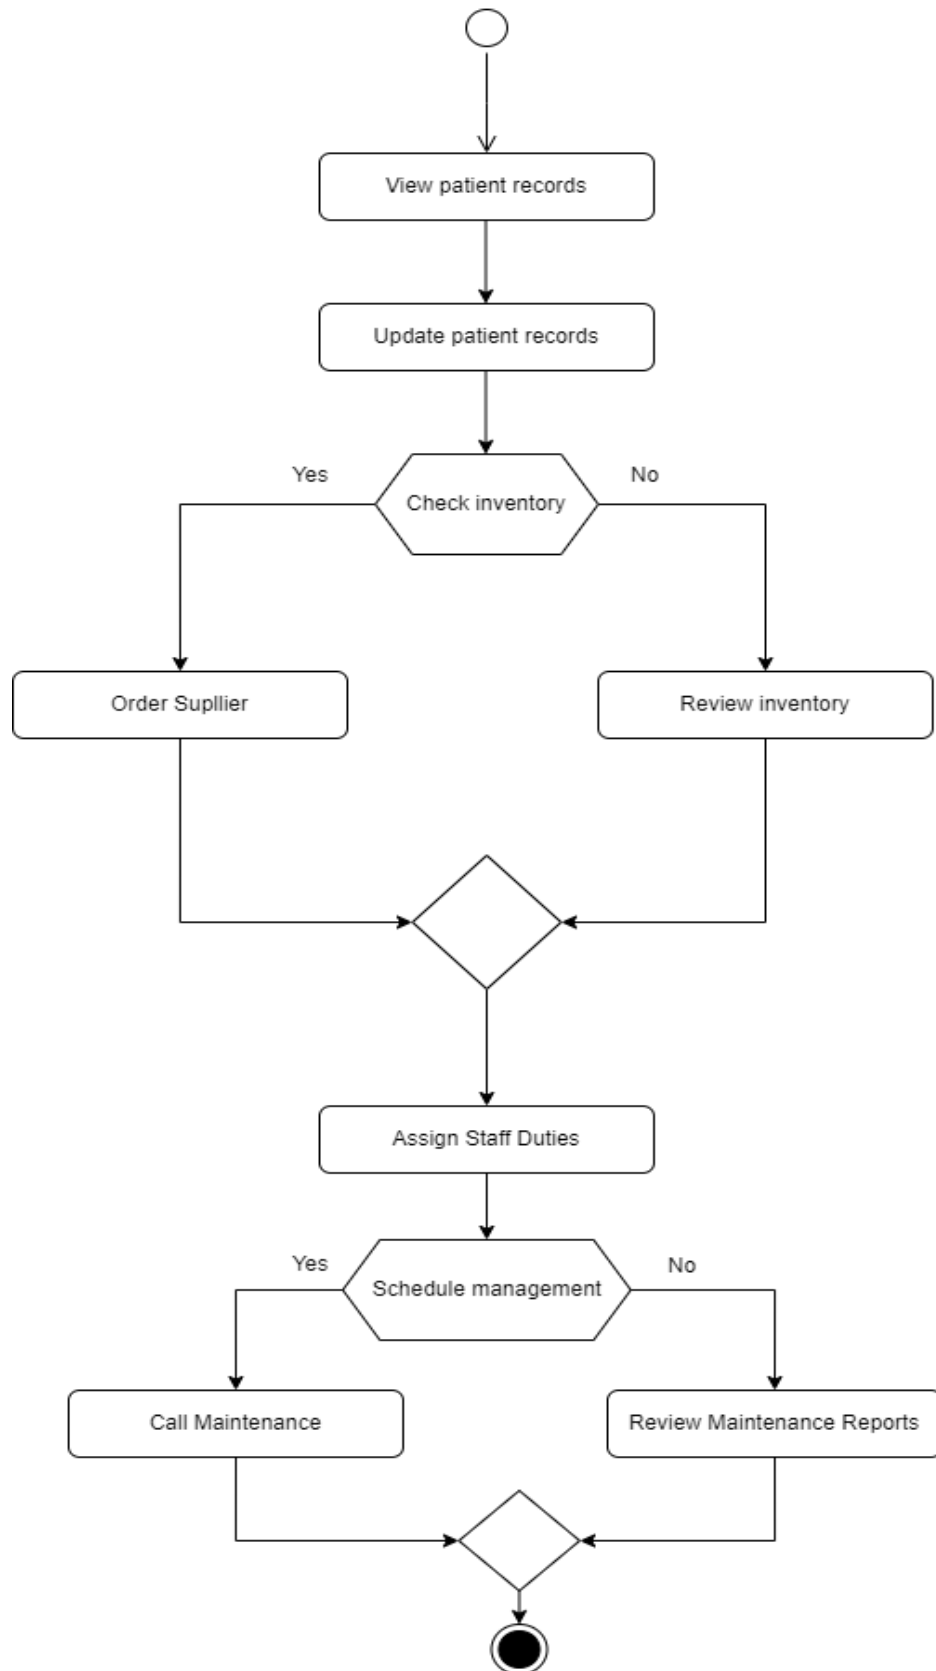 View patient records
Update patient records
Yes
No
Check inventory
Order Supllier
Review inventory
Assign Staff Duties
Yes
No
Schedule management
Call Maintenance
Review Maintenance Reports